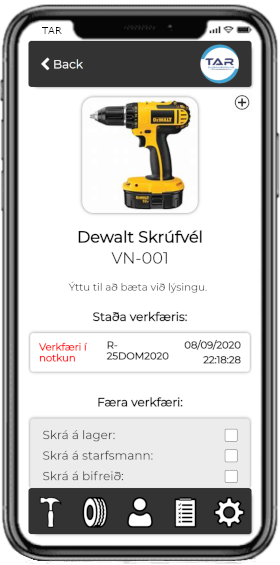 TAR
Back
TAR
DEWALT
Dewalt Skrúfvél
VN-001
Ýttu til að bæta við lýsingu.
Staða verkfæris:
Verkfæri í notkun
R-25DOM2020
08/09/2020 22:18:28
Færa verkfæri:
Skrá á lager:
Skrá á starfsmann:
Skrá á bifreið: